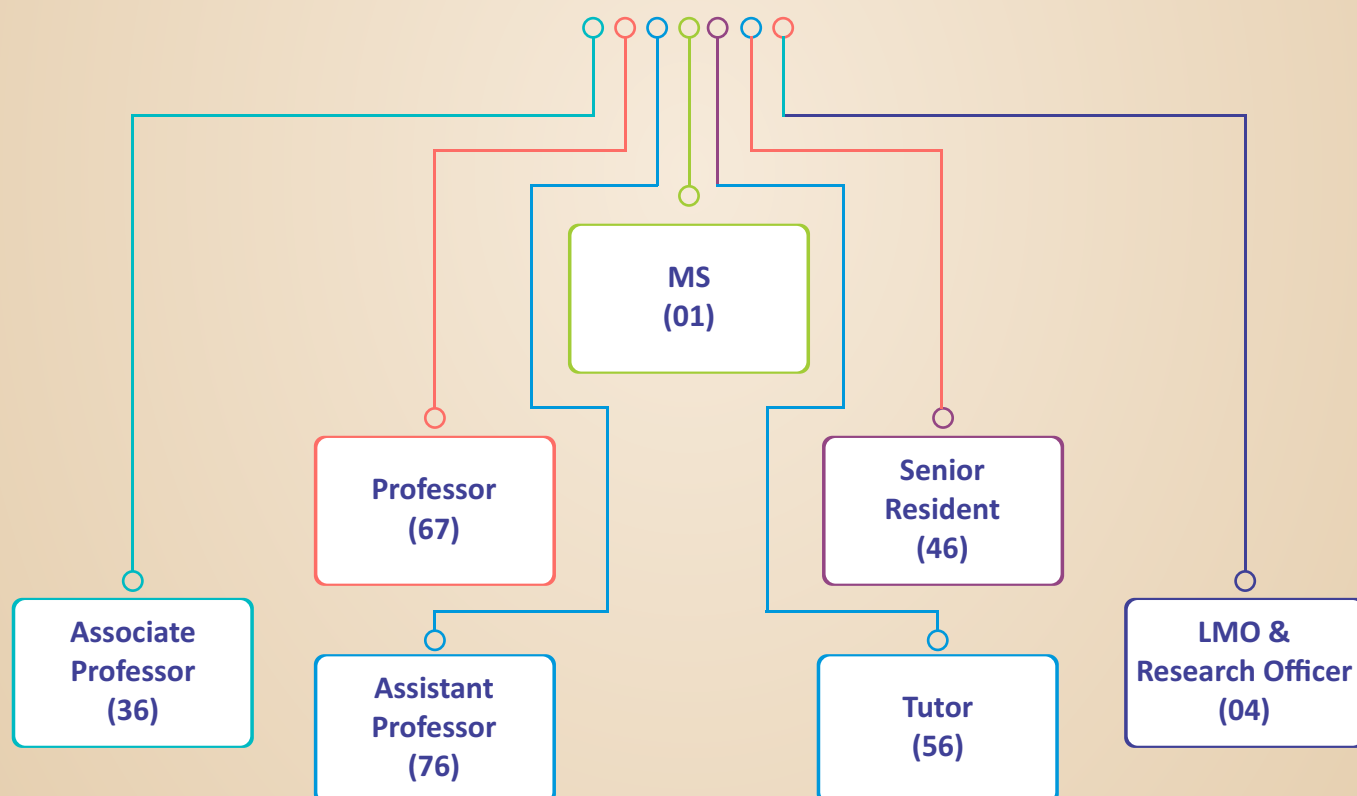 MS
(01)
Professor
(67)
Senior
Resident
(46)
Associate
Professor
(36)
Assistant
Professor
(76)
Tutor
(56)
LMO &
Research Officer
(04)